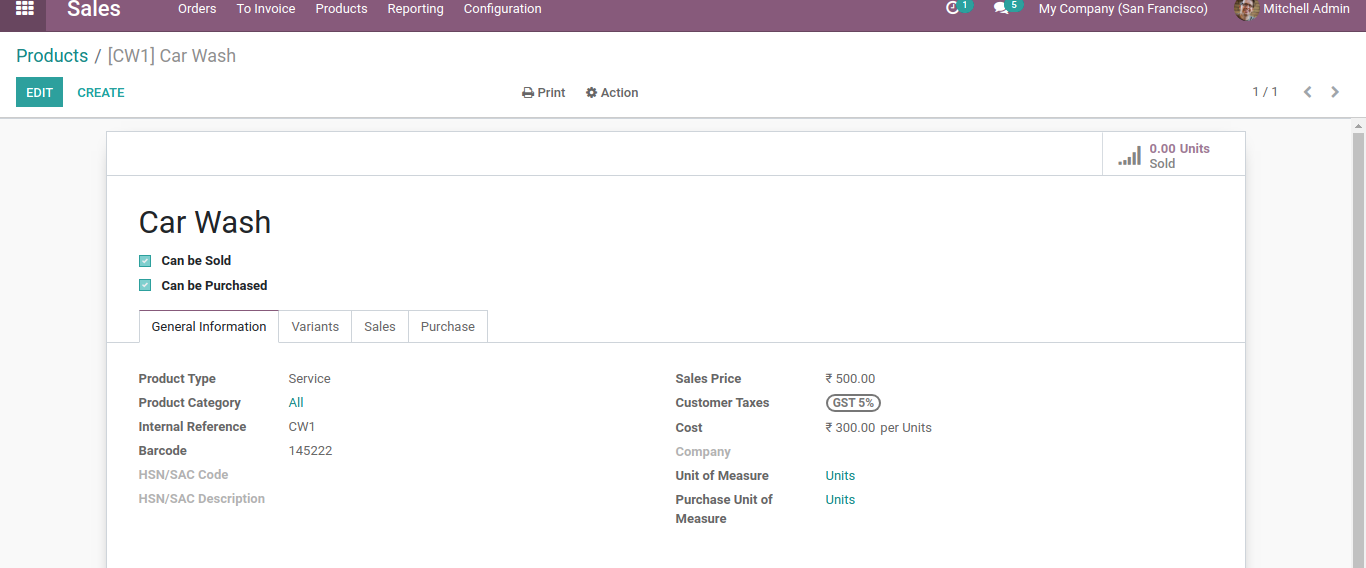 Sales Orders To Invoice Products Reporting Configuration 1 5 My Company (San Francisco) Mitchell Admin
Products / [CW1] Car Wash
EDIT CREATE Print Action 1 / 1
0.00 Units
Sold
Car Wash
Can be Sold
Can be Purchased
General Information Variants Sales Purchase
Product Type Service Sales Price ₹ 500.00
Product Category All Customer Taxes GST 5%
Internal Reference CW1 Cost ₹ 300.00 per Units
Barcode 145222 Company
HSN/SAC Code Unit of Measure Units
HSN/SAC Description Purchase Unit of Units
Measure